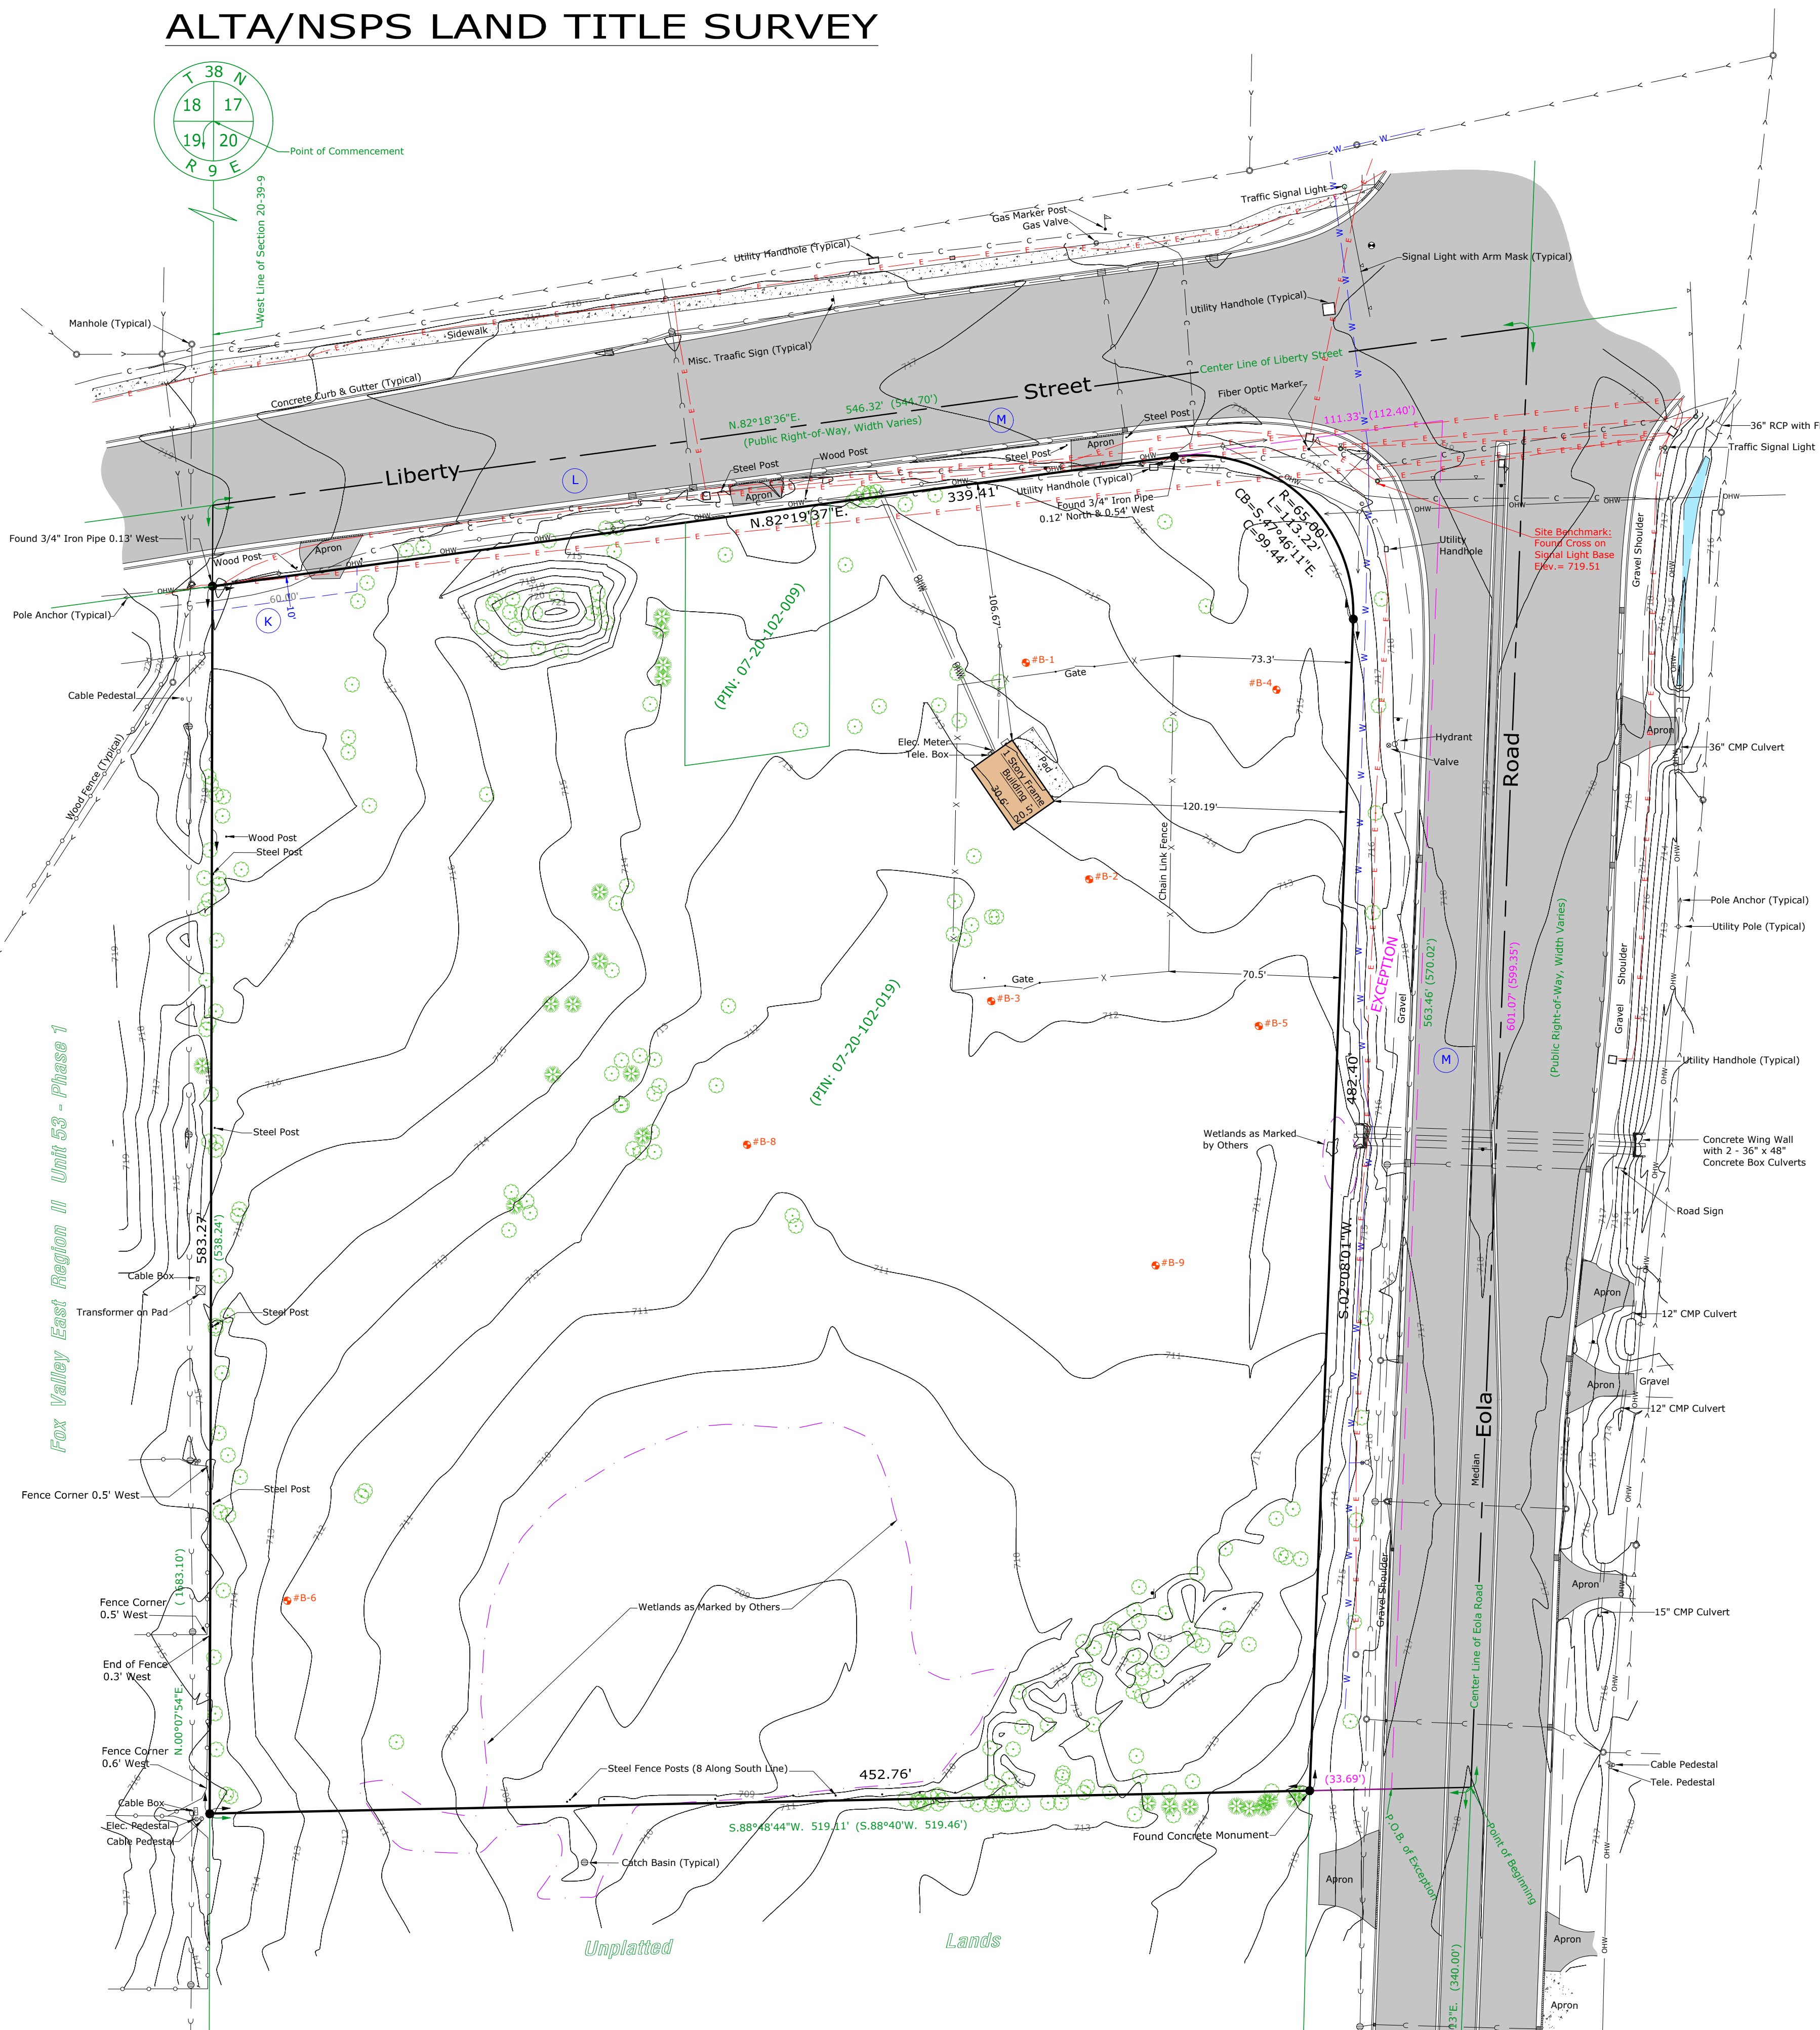 ALTA/NSPS LAND TITLE SURVEY
T 38 N
18 17
19 20
R 9 E
Point of Commencement
West Line of Section 20-39-9
Traffic Signal Light
Gas Marker Post
Gas Valve
Utility Handhole (Typical)
Signal Light with Arm Mask (Typical)
Utility Handhole (Typical)
Manhole (Typical)
Sidewalk
Misc. Traafic Sign (Typical)
Concrete Curb & Gutter (Typical)
Center Line of Liberty Street
Liberty Street
N.82°18'36"E. 546.32' (544.70')
(Public Right-of-Way, Width Varies)
L
M
Fiber Optic Marker
111.33' (112.40')
Steel Post
Apron
Steel Post
Wood Post
Steel Post
Apron
36" RCP with F
Traffic Signal Light
Utility Handhole (Typical)
339.41'
N.82°19'37"E.
Found 3/4" Iron Pipe
0.12' North & 0.54' West
R=65.00'
L=113.22'
CB=S.47°46'11"E.
C=99.44'
Site Benchmark:
Found Cross on
Signal Light Base
Elev.= 719.51
Utility
Handhole
Gravel Shoulder
Found 3/4" Iron Pipe 0.13' West
Wood Post
Apron
Pole Anchor (Typical)
60.00'
10'
K
(PIN: 07-20-102-009)
106.67'
#B-1
Gate
73.3'
#B-4
Cable Pedestal
Wood Fence (Typical)
Elec. Meter
Tele. Box
Pad
1 Story Frame
Building
30.6'
20.5'
Hydrant
Valve
Road
Apron
36" CMP Culvert
120.19'
Wood Post
Steel Post
Chain Link Fence
#B-2
Pole Anchor (Typical)
Utility Pole (Typical)
EXCEPTION
Gravel
563.46' (570.02')
601.07' (599.35')
(Public Right-of-Way, Width Varies)
Gravel Shoulder
Gate
70.5'
#B-3
#B-5
(PIN: 07-20-102-019)
Fox Valley East Region II Unit 53 - Phase 1
482.40'
M
Utility Handhole (Typical)
Steel Post
#B-8
Wetlands as Marked
by Others
Concrete Wing Wall
with 2 - 36" x 48"
Concrete Box Culverts
Road Sign
583.27'
(538.24')
#B-9
S.02°08'01"W.
Cable Box
Transformer on Pad
Steel Post
Apron
12" CMP Culvert
Apron
Gravel
12" CMP Culvert
Eola
Median
Fence Corner 0.5' West
Steel Post
(1683.10')
#B-6
Wetlands as Marked by Others
Gravel Shoulder
Center Line of Eola Road
Apron
15" CMP Culvert
Fence Corner
0.5' West
End of Fence
0.3' West
N.00°07'54"E.
Fence Corner
0.6' West
Steel Fence Posts (8 Along South Line)
452.76'
(33.69')
Cable Pedestal
Tele. Pedestal
Cable Box
Elec. Pedestal
Cable Pedestal
S.88°48'44"W. 519.11' (S.88°40'W. 519.46')
Found Concrete Monument
P.O.B. of Exception
Point of Beginning
Catch Basin (Typical)
Apron
Unplatted Lands
Apron
13"E. (340.00')
Apron